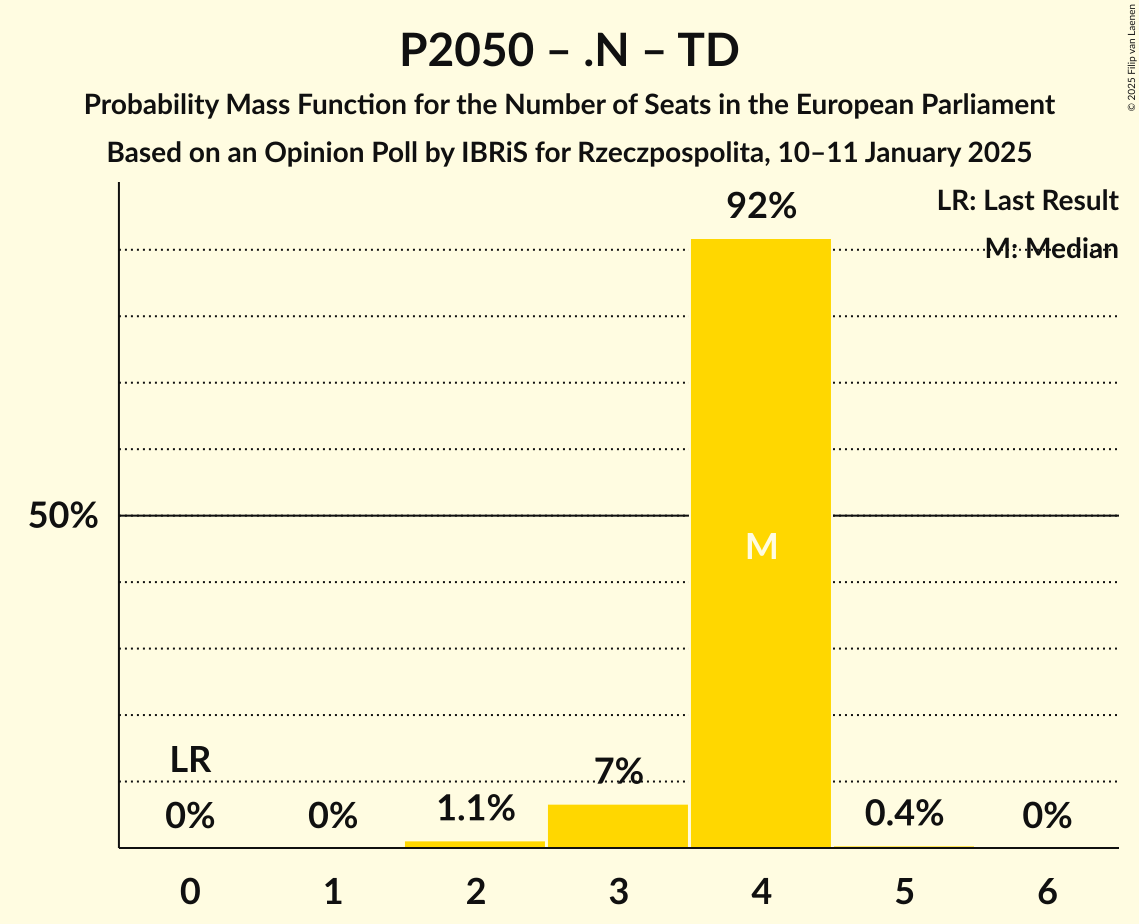 P2050 – .N – TD
Probability Mass Function for the Number of Seats in the European Parliament
Based on an Opinion Poll by IBRiS for Rzeczpospolita, 10–11 January 2025
© 2025 Filip van Laenen
LR: Last Result
M: Median
92%
50%
M
LR
0%
0%
1.1%
7%
0.4%
0%
0 1 2 3 4 5 6